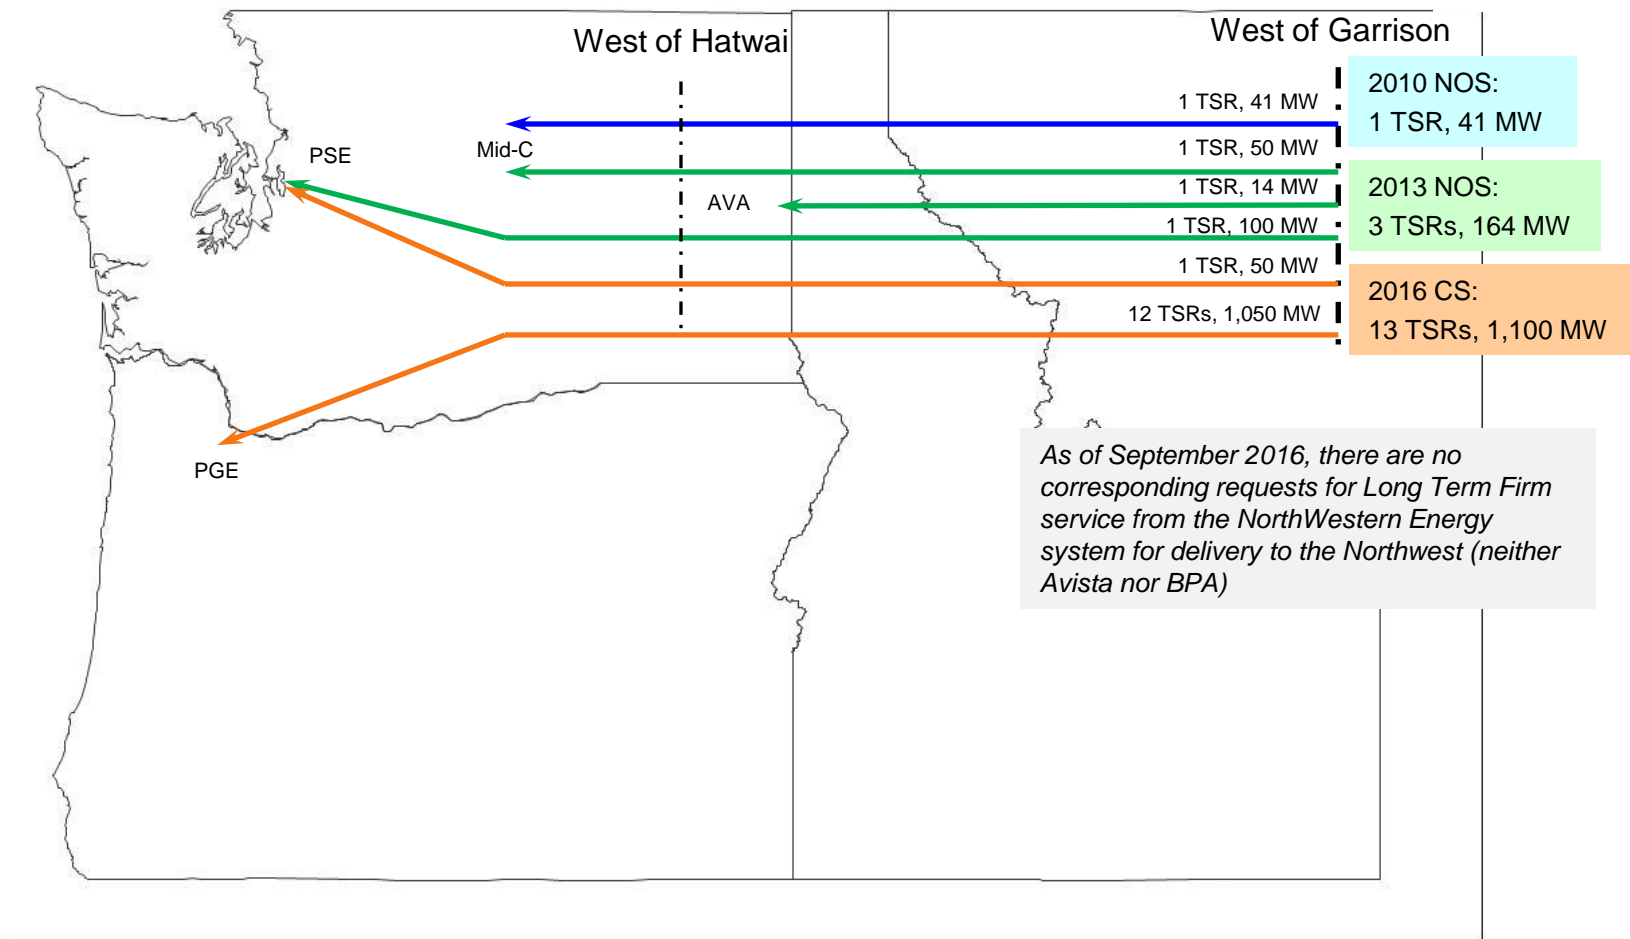 West of Hatwai
West of Garrison
2010 NOS:
1 TSR, 41 MW
1 TSR, 41 MW
Mid-C
1 TSR, 50 MW
PSE
2013 NOS:
3 TSRs, 164 MW
1 TSR, 14 MW
AVA
1 TSR, 100 MW
1 TSR, 50 MW
2016 CS:
13 TSRs, 1,100 MW
12 TSRs, 1,050 MW
PGE
As of September 2016, there are no
corresponding requests for Long Term Firm
service from the NorthWestern Energy
system for delivery to the Northwest (neither
Avista nor BPA)